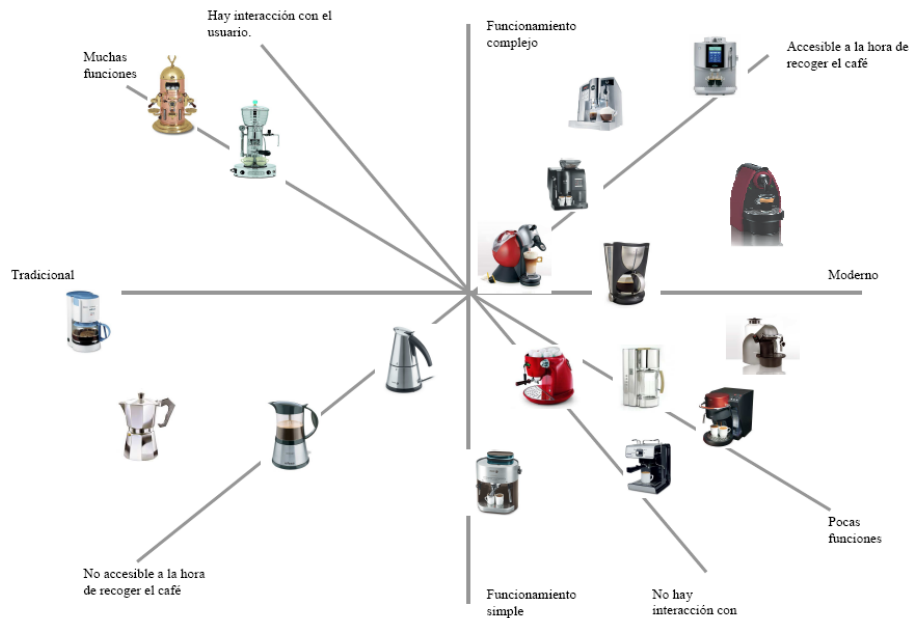 Hay interacción con el
usuario.
Funcionamiento
complejo
Accesible a la hora de
recoger el café
Muchas
funciones
Tradicional
Moderno
Pocas
funciones
No accesible a la hora
de recoger el café
Funcionamiento
simple
No hay
interacción con